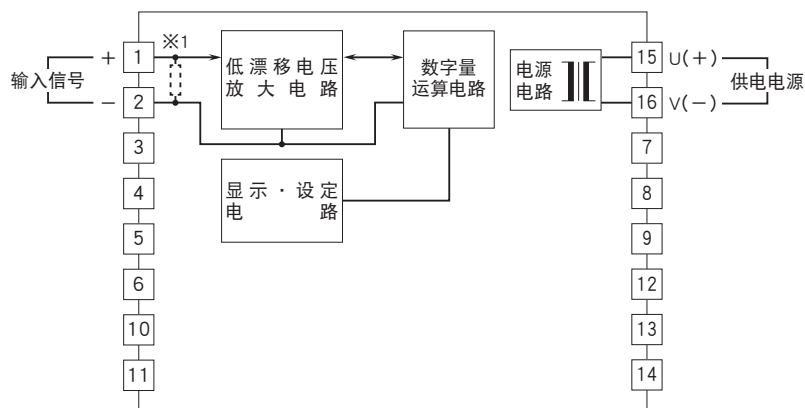 ※1
输入信号
+
−
1
2
3
4
5
6
10
11
低漂移电压
放大电路
数字量
运算电路
显示・设定
电路
电源
电路
15
16
7
8
9
12
13
14
U(+)
V(−)
供电电源